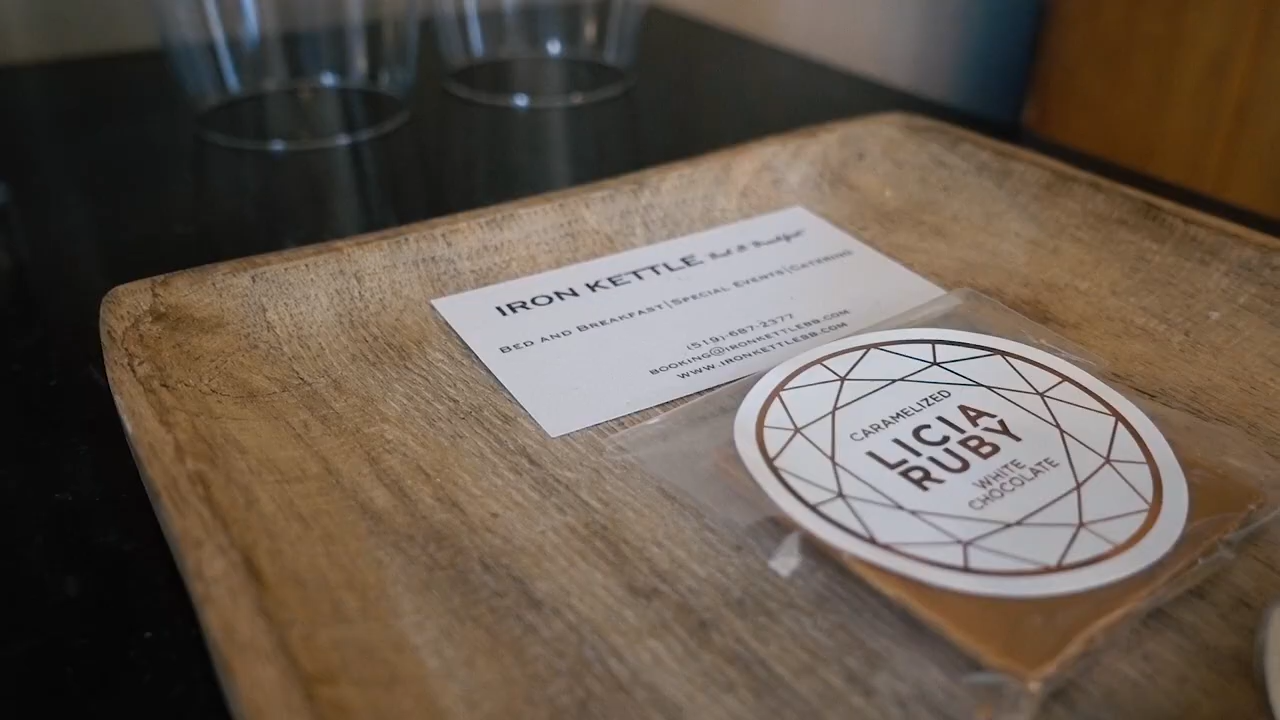 IRON KETTLE Bed & Breakfast
BED AND BREAKFAST|SPECIAL EVENTS|CATERING
(519)-687-2377
BOOKING@IRONKETTLEBB.COM
WWW.IRONKETTLEBB.COM
CARAMELIZED
LICIA
RUBY
WHITE
CHOCOLATE